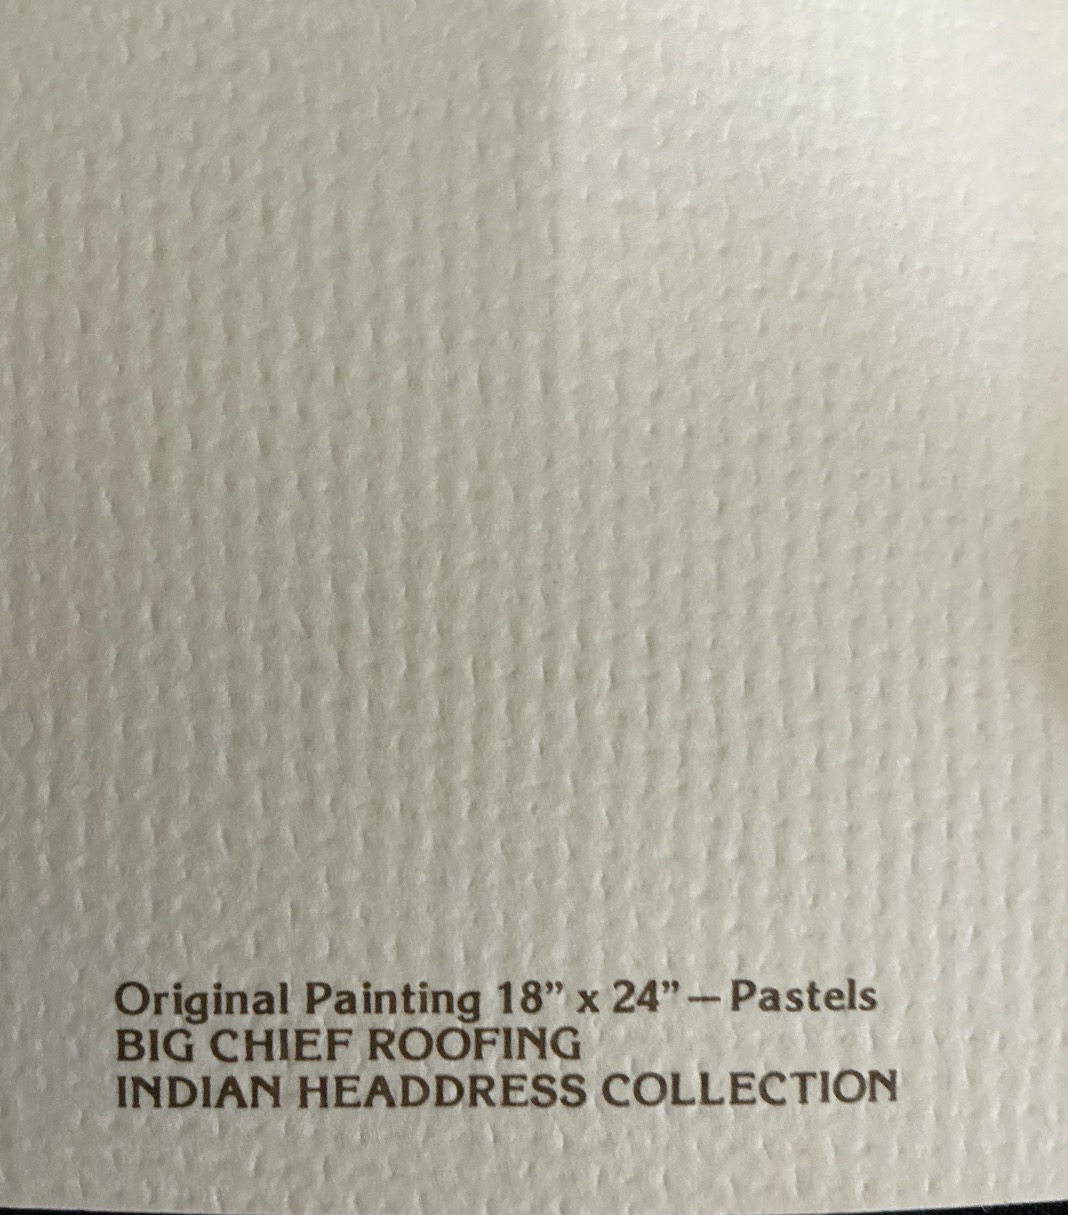 Original Painting 18” x 24” — Pastels
BIG CHIEF ROOFING
INDIAN HEADDRESS COLLECTION